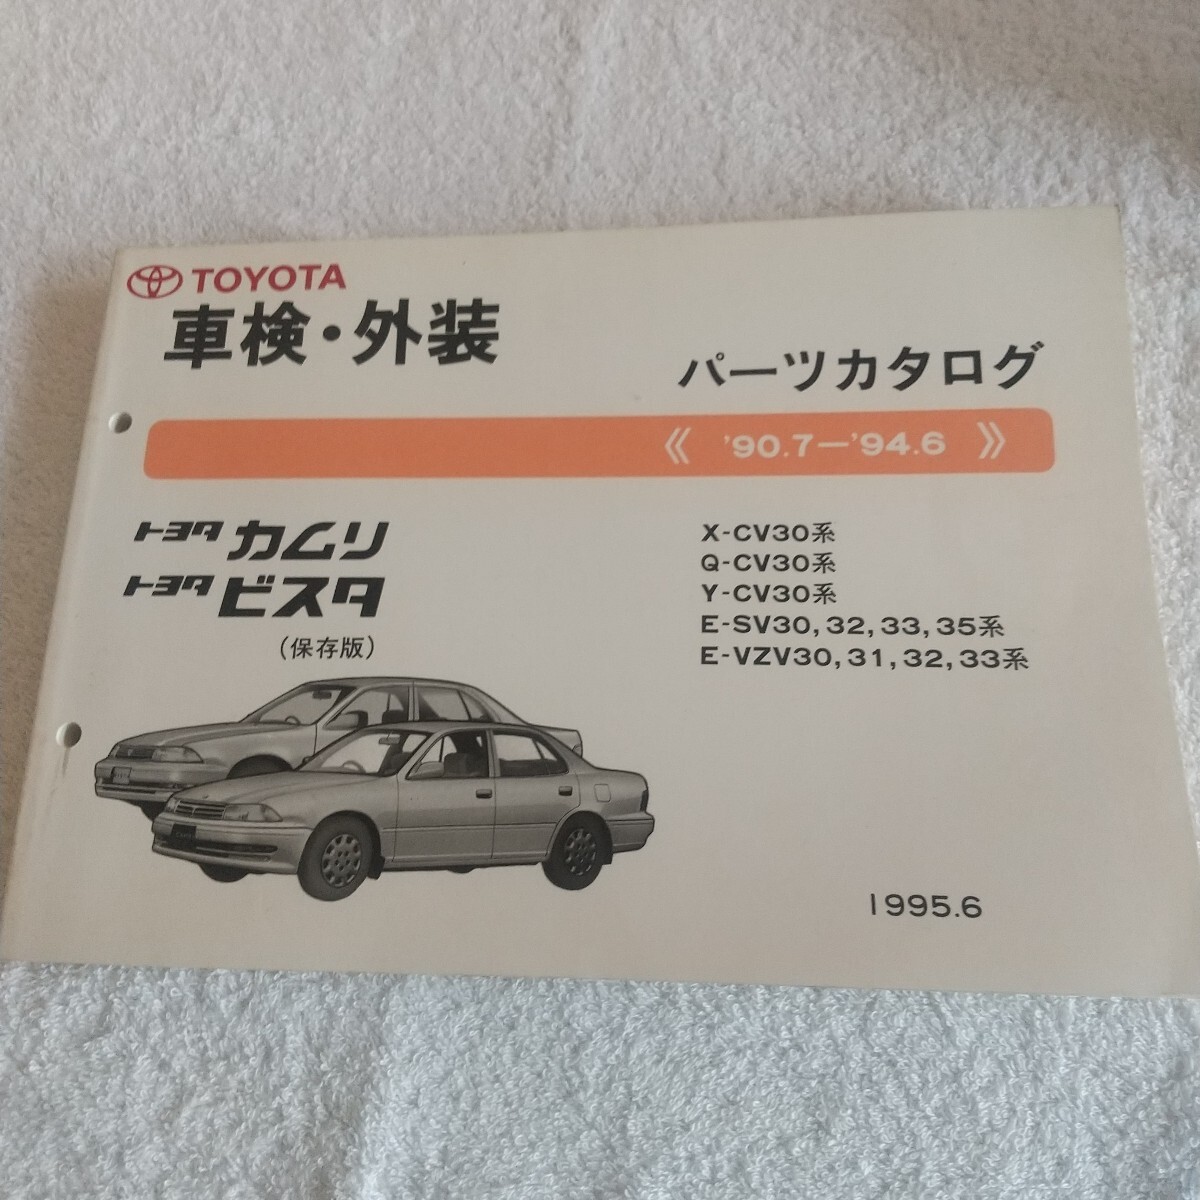 TOYOTA
車検・外装
パーツカタログ
《 '90.7—'94.6 》
トヨタ カムリ
トヨタ ビスタ
(保存版)
X-CV30系
Q-CV30系
Y-CV30系
E-SV30, 32, 33, 35系
E-VZV30, 31, 32, 33系
1995.6